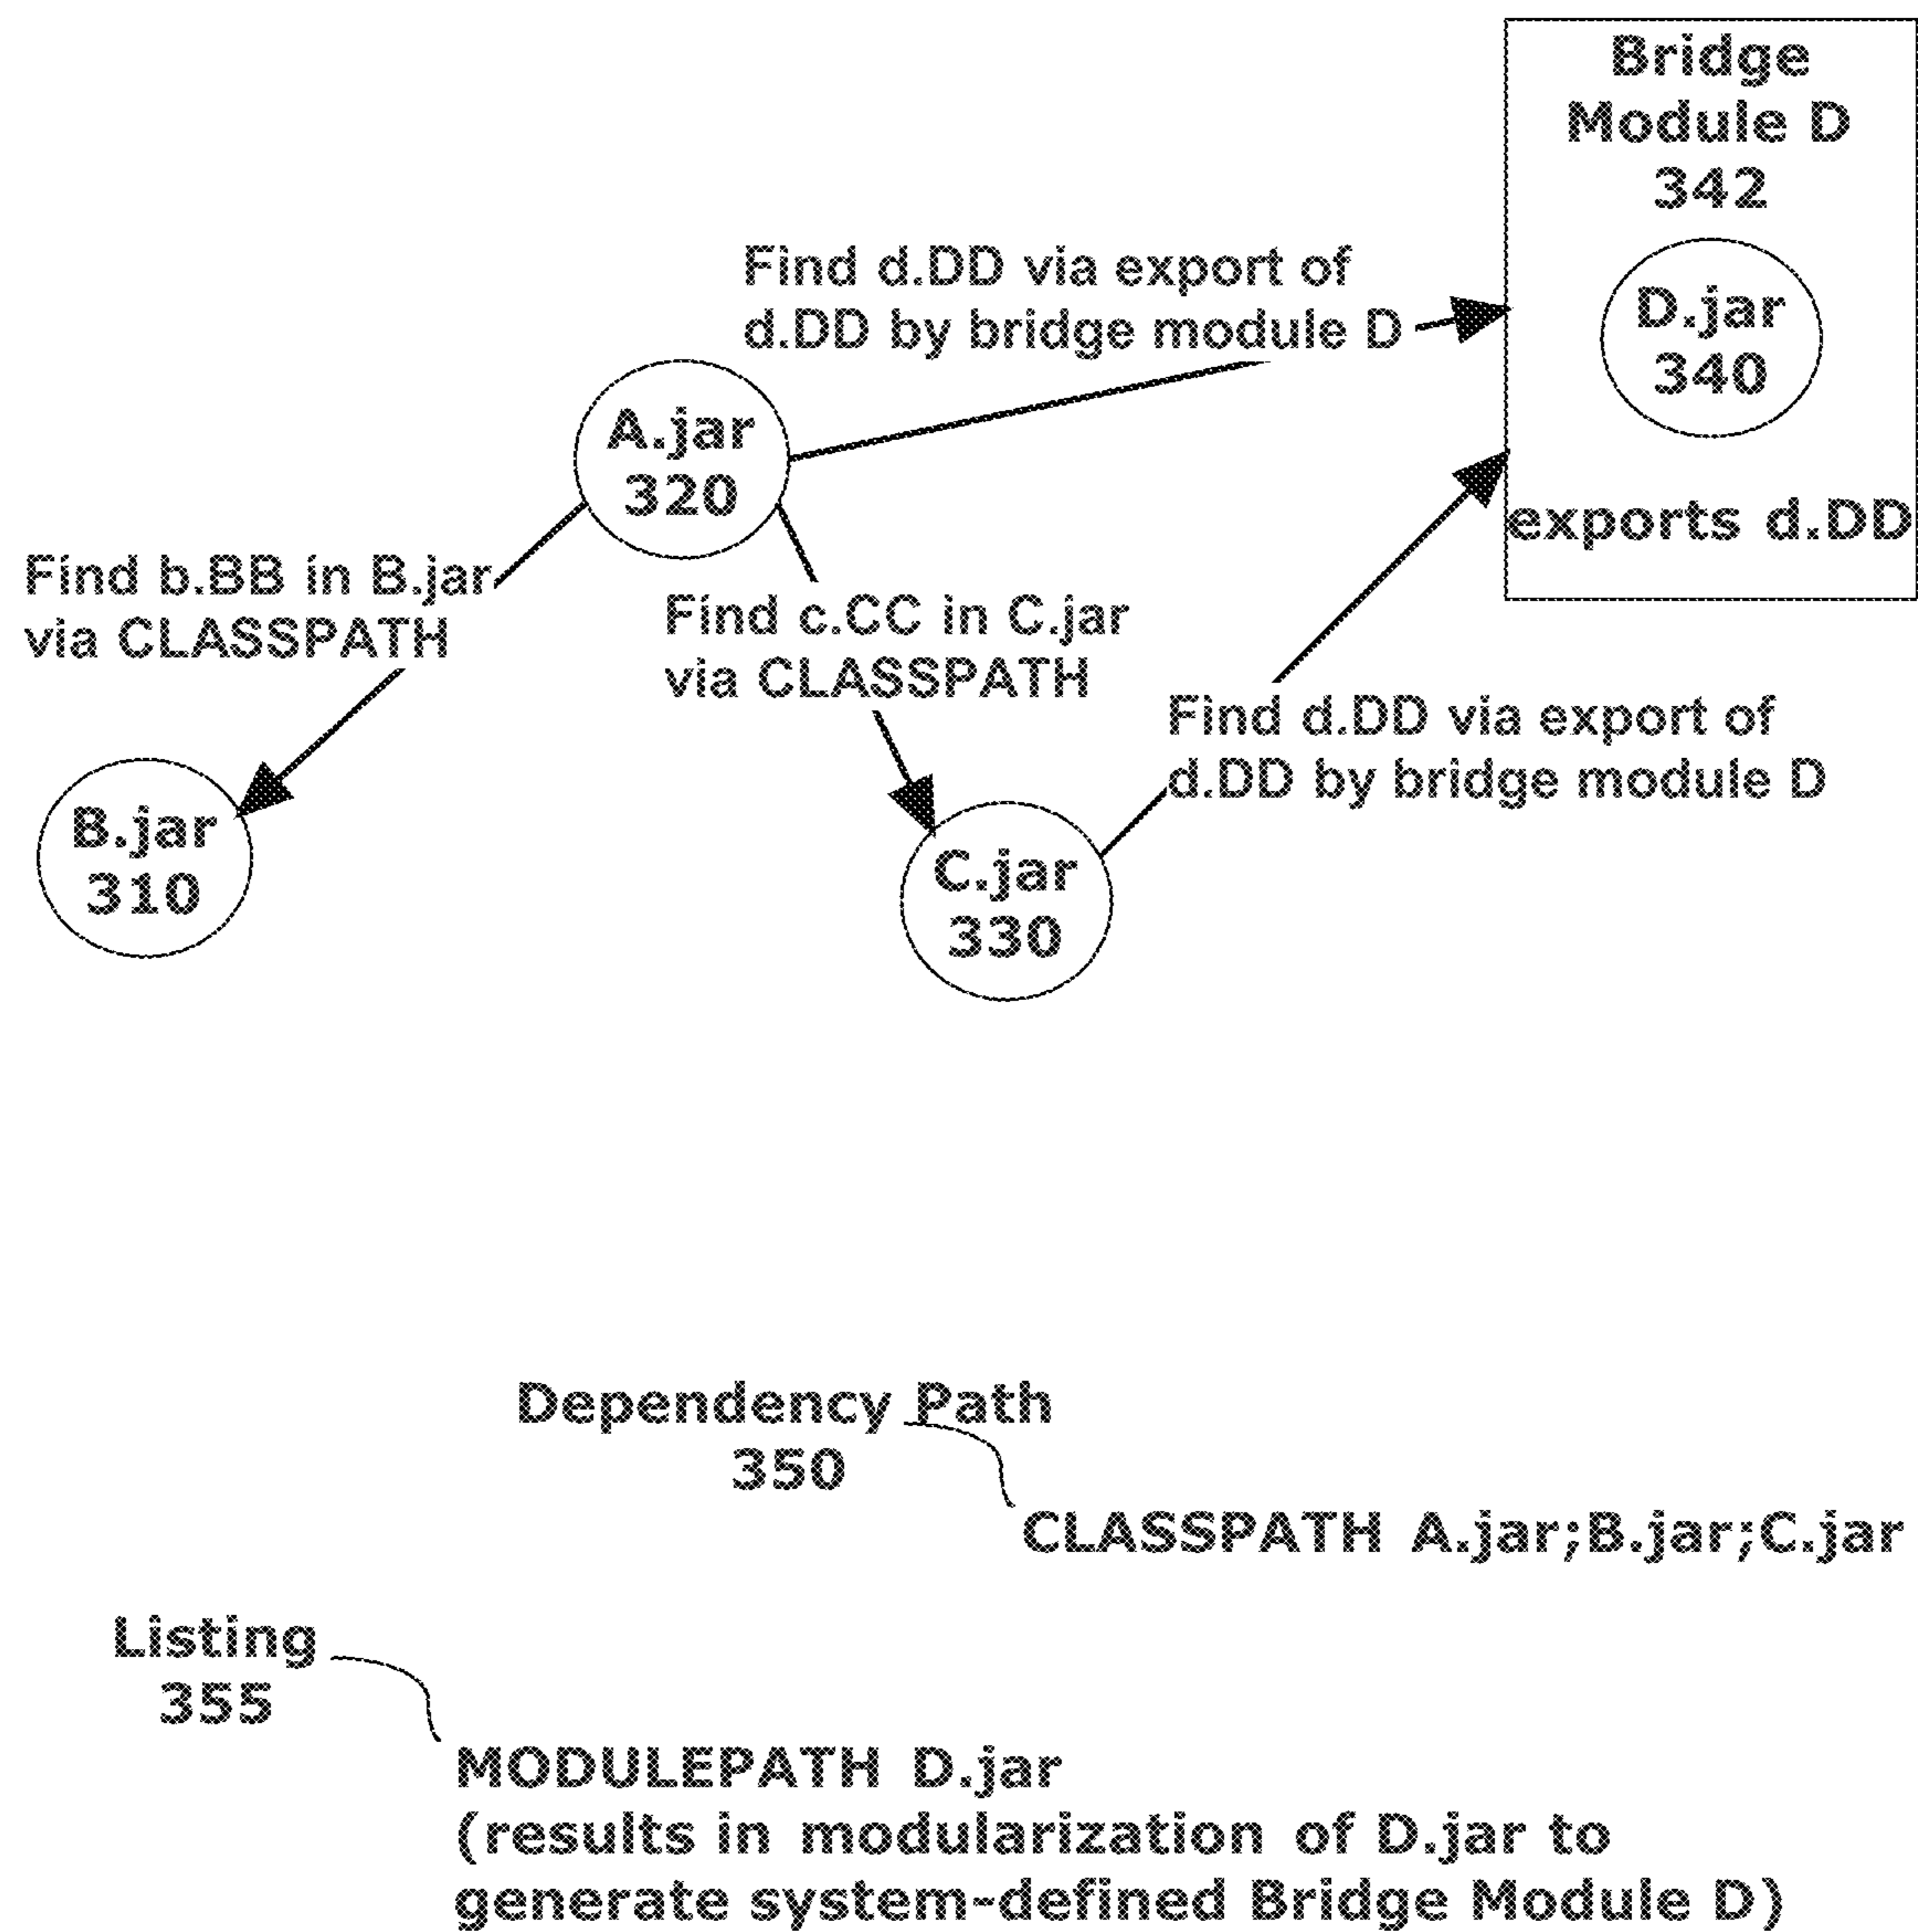 Bridge
Module D
342
D.jar
340
exports d.DD
Find d.DD via export of
d.DD by bridge module D
A.jar
320
Find b.BB in B.jar
via CLASSPATH
Find c.CC in C.jar
via CLASSPATH
Find d.DD via export of
d.DD by bridge module D
B.jar
310
C.jar
330
Dependency Path
350
CLASSPATH A.jar;B.jar;C.jar
Listing
355
MODULEPATH D.jar
(results in modularization of D.jar to
generate system-defined Bridge Module D)